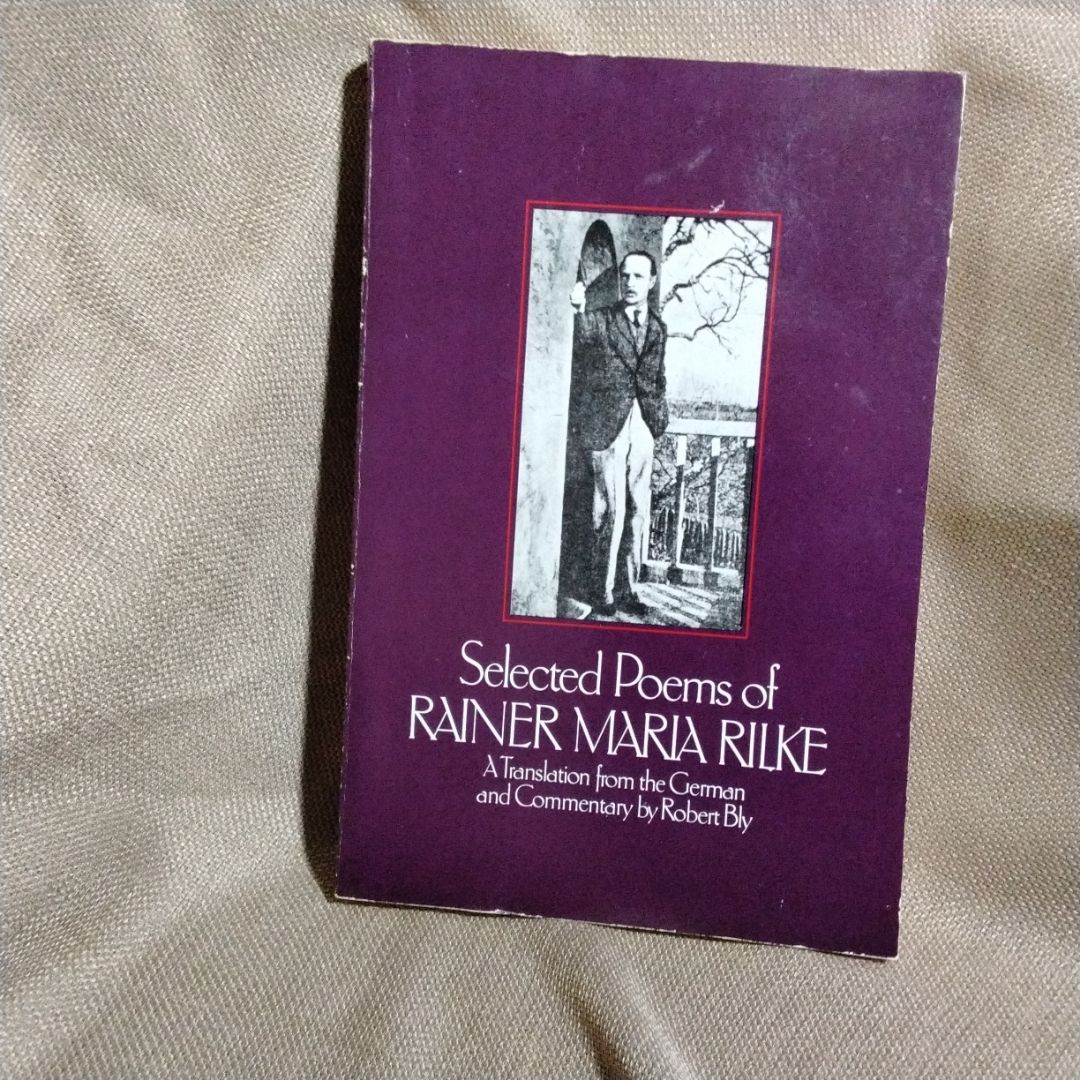 Selected Poems of
RAINER MARIA RILKE
A Translation from the German
and Commentary by Robert Bly